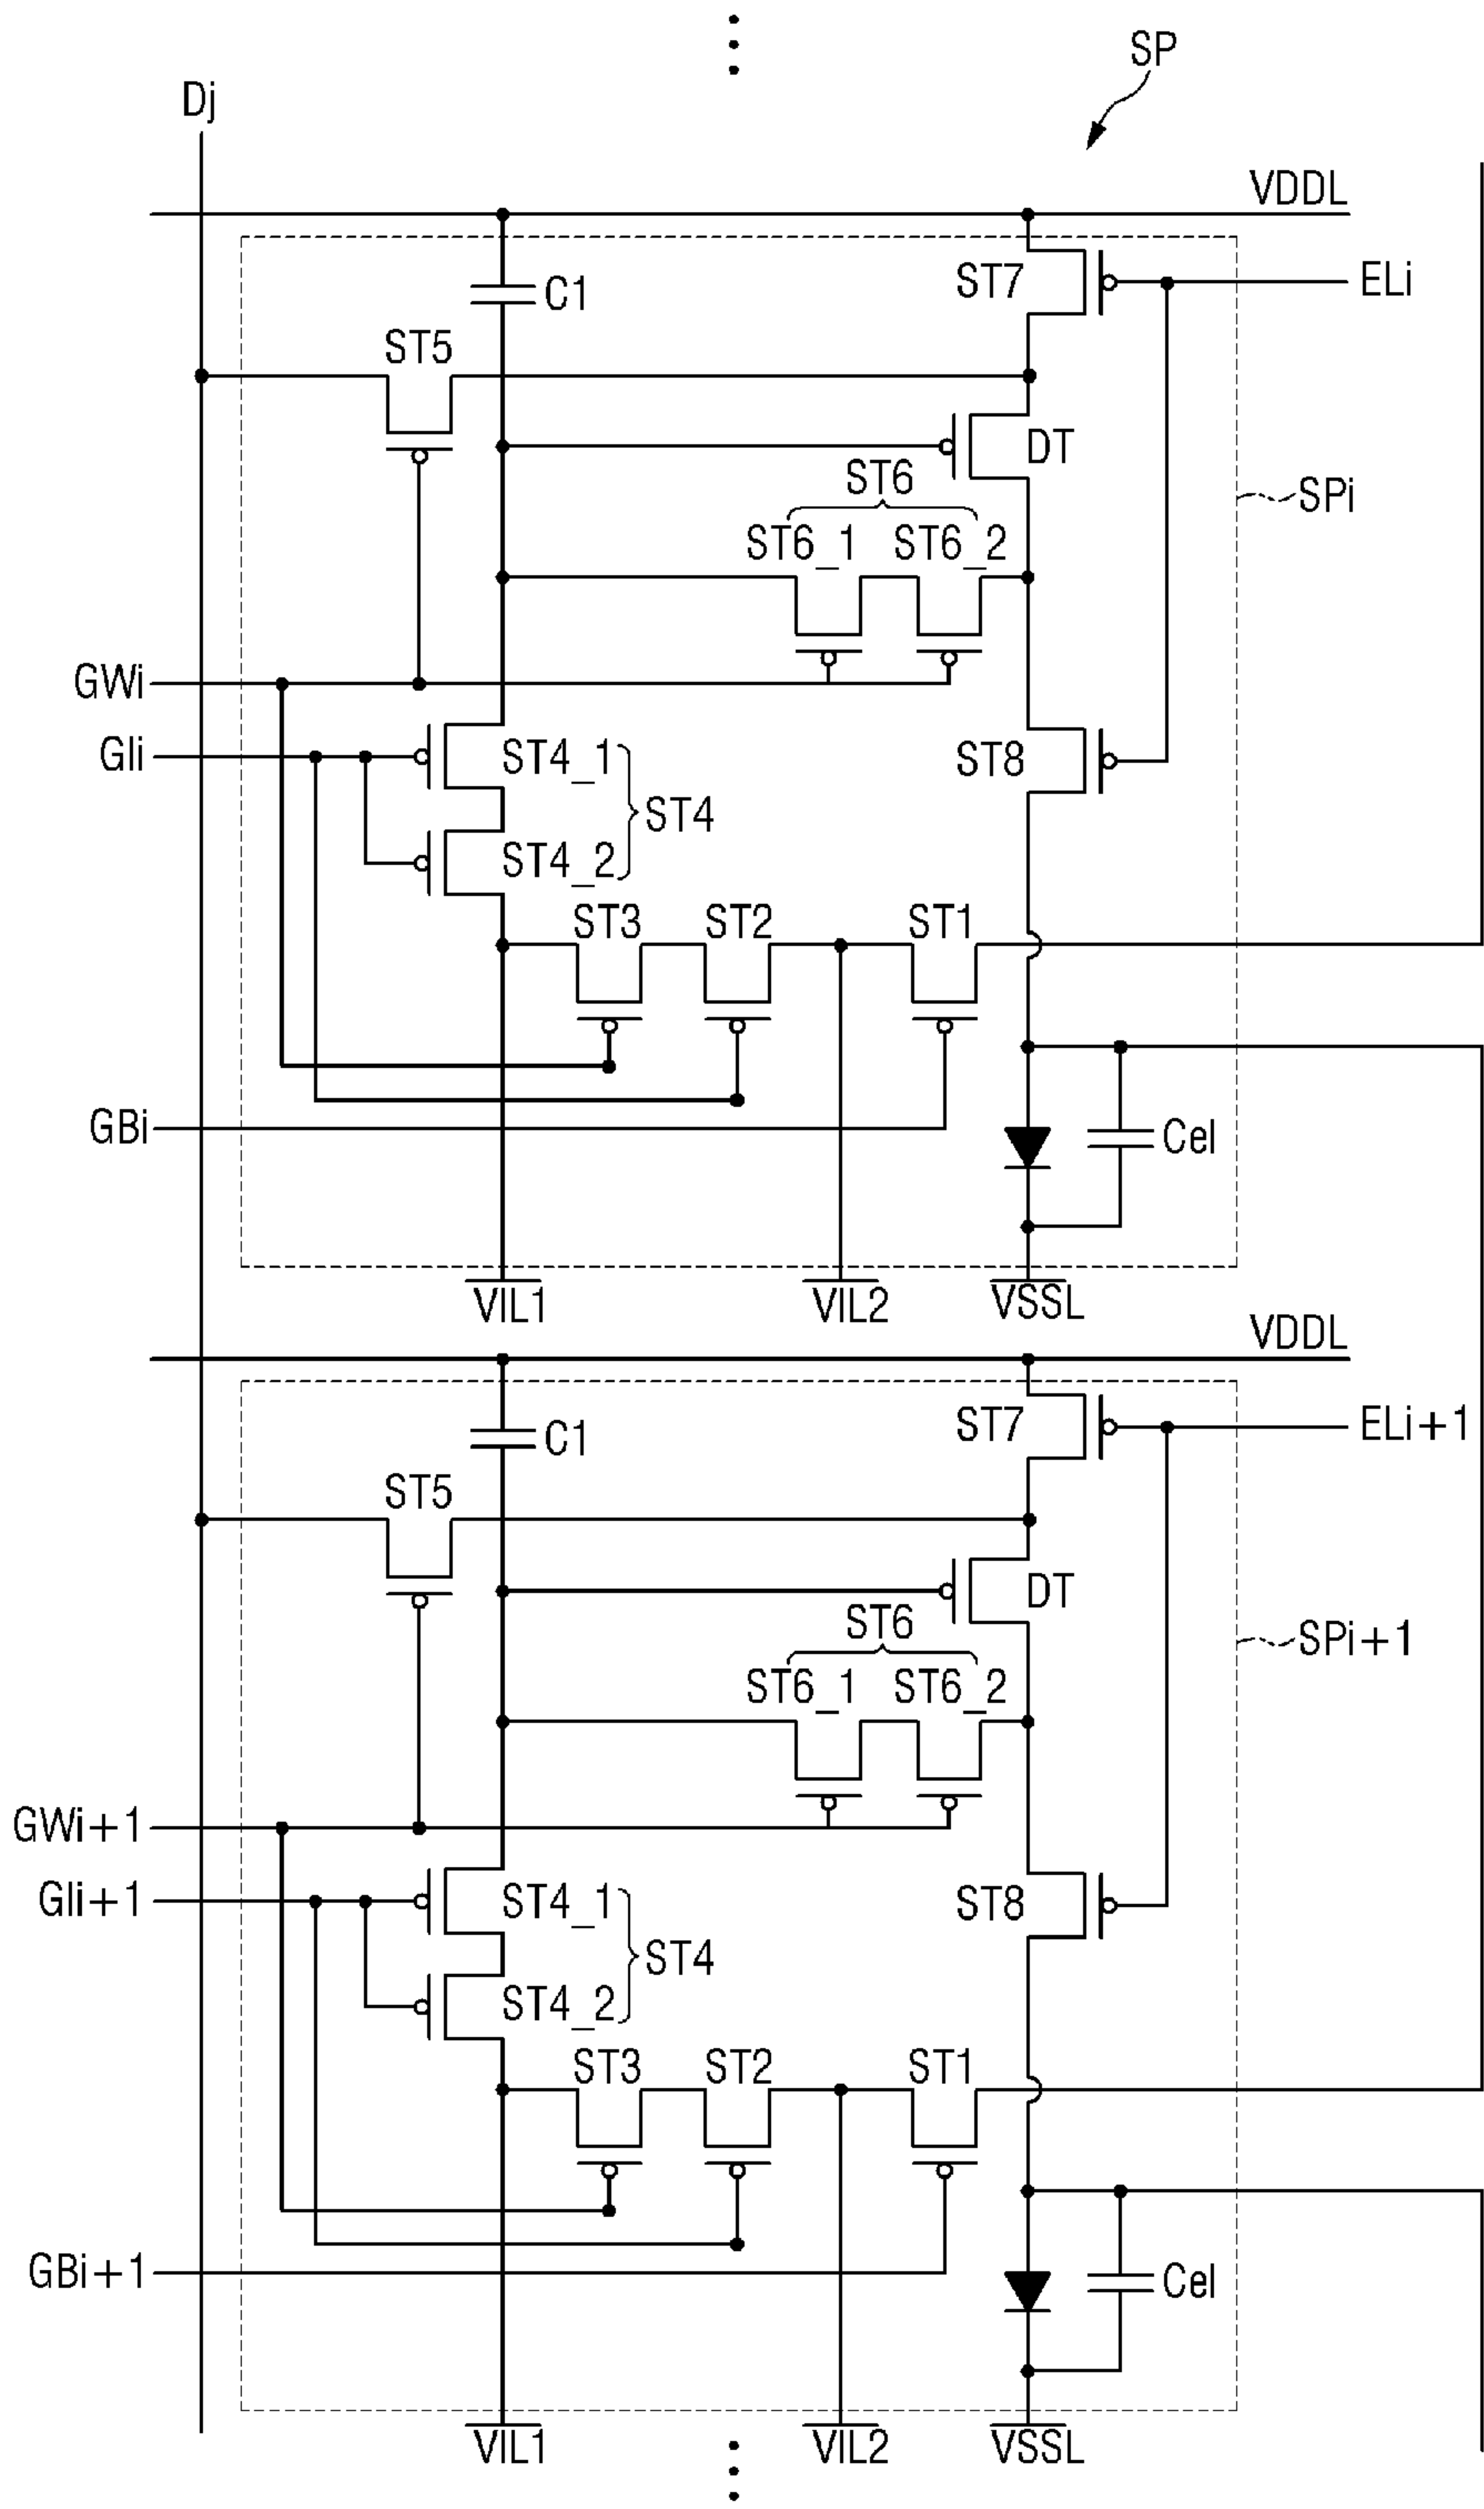 SP
Dj
VDDL
ST7
ELi
C1
ST5
DT
ST6
SPi
ST6_1 ST6_2
GWi
GIi
ST4_1
ST8
ST4
ST4_2
ST3 ST2 ST1
GBi
Cel
VIL1 VIL2 VSSL
VDDL
ST7
ELi+1
C1
ST5
DT
ST6
SPi+1
ST6_1 ST6_2
GWi+1
GIi+1
ST4_1
ST8
ST4
ST4_2
ST3 ST2 ST1
GBi+1
Cel
VIL1 VIL2 VSSL